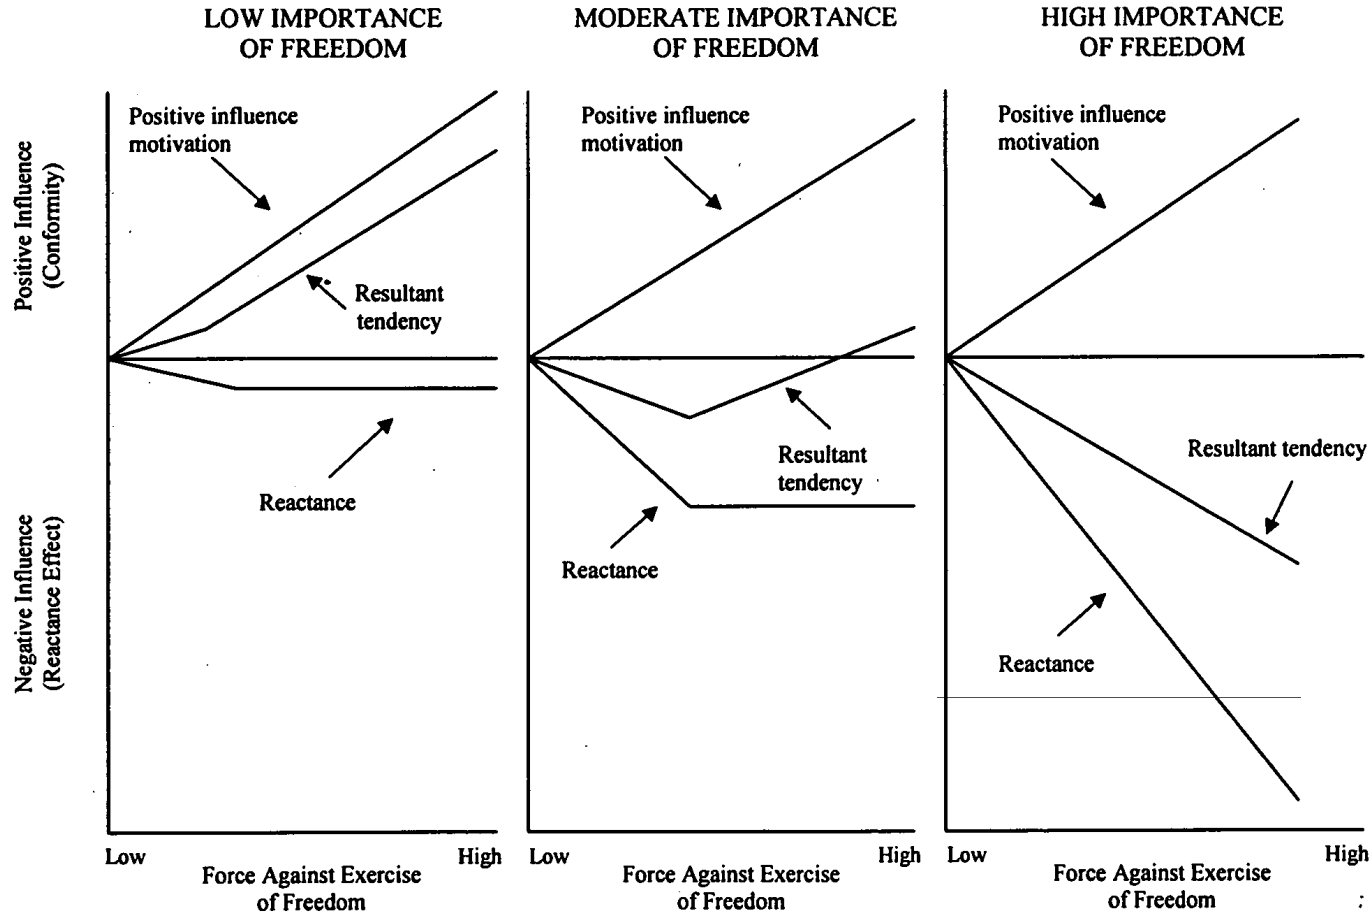 LOW IMPORTANCE
OF FREEDOM
MODERATE IMPORTANCE
OF FREEDOM
HIGH IMPORTANCE
OF FREEDOM
Positive Influence
(Conformity)
Negative Influence
(Reactance Effect)
Positive influence
motivation
Resultant
tendency
Reactance
Low
High
Force Against Exercise
of Freedom
Positive influence
motivation
Resultant
tendency
Reactance
Low
High
Force Against Exercise
of Freedom
Positive influence
motivation
Resultant tendency
Reactance
Low
High
Force Against Exercise
of Freedom